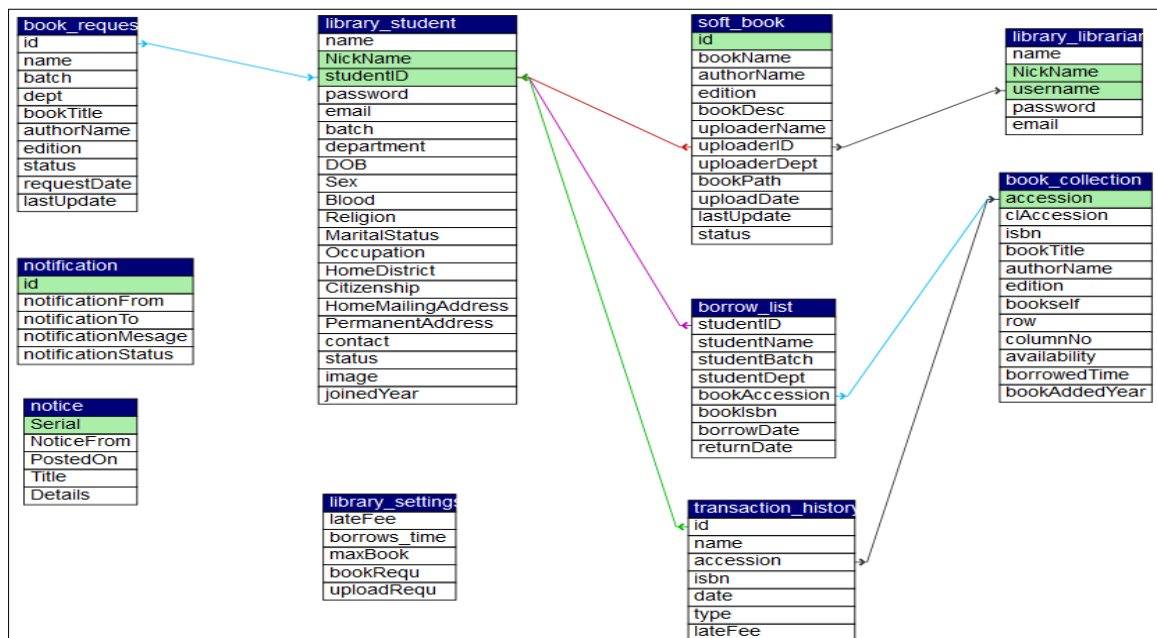 book_reques
id
name
batch
dept
bookTitle
authorName
edition
status
requestDate
lastUpdate
notification
id
notificationFrom
notificationTo
notificationMesage
notificationStatus
notice
Serial
NoticeFrom
PostedOn
Title
Details
library_student
name
NickName
studentID
password
email
batch
department
DOB
Sex
Blood
Religion
MaritalStatus
Occupation
HomeDistrict
Citizenship
HomeMailingAddress
PermanentAddress
contact
status
image
joinedYear
library_settings
lateFee
borrows_time
maxBook
bookRequ
uploadRequ
soft_book
id
bookName
authorName
edition
bookDesc
uploaderName
uploaderID
uploaderDept
bookPath
uploadDate
lastUpdate
status
borrow_list
studentID
studentName
studentBatch
studentDept
bookAccession
bookIsbn
borrowDate
returnDate
transaction_history
id
name
accession
isbn
date
type
lateFee
library_librarian
name
NickName
username
password
email
book_collection
accession
clAccession
isbn
bookTitle
authorName
edition
bookself
row
columnNo
availability
borrowedTime
bookAddedYear